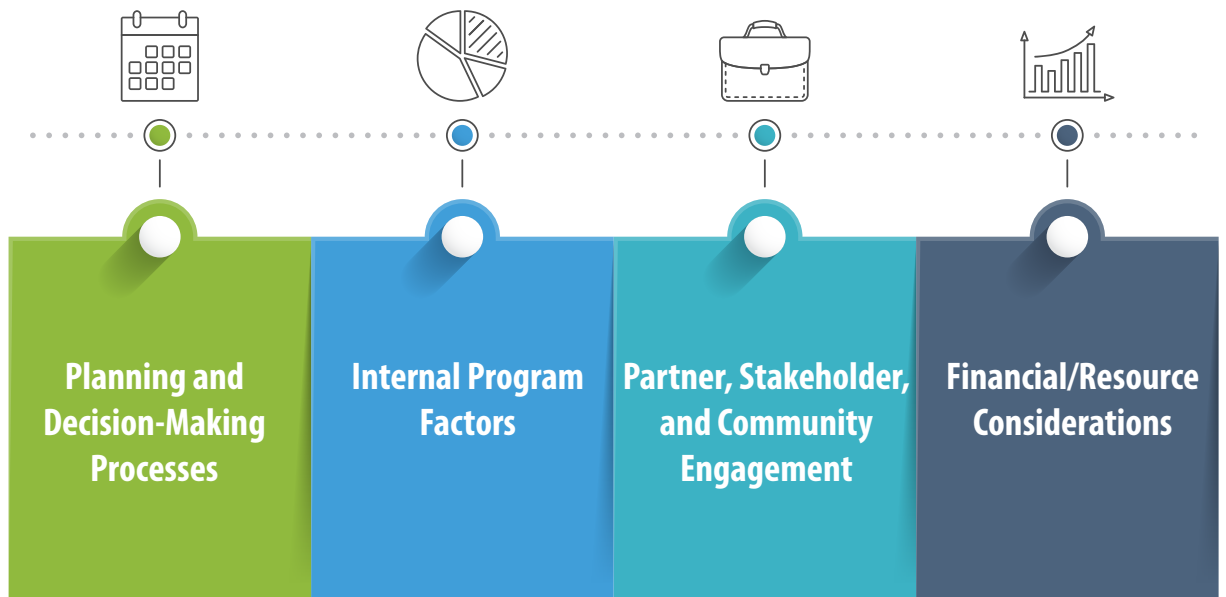 Planning and
Decision-Making
Processes
Internal Program
Factors
Partner, Stakeholder,
and Community
Engagement
Financial/Resource
Considerations